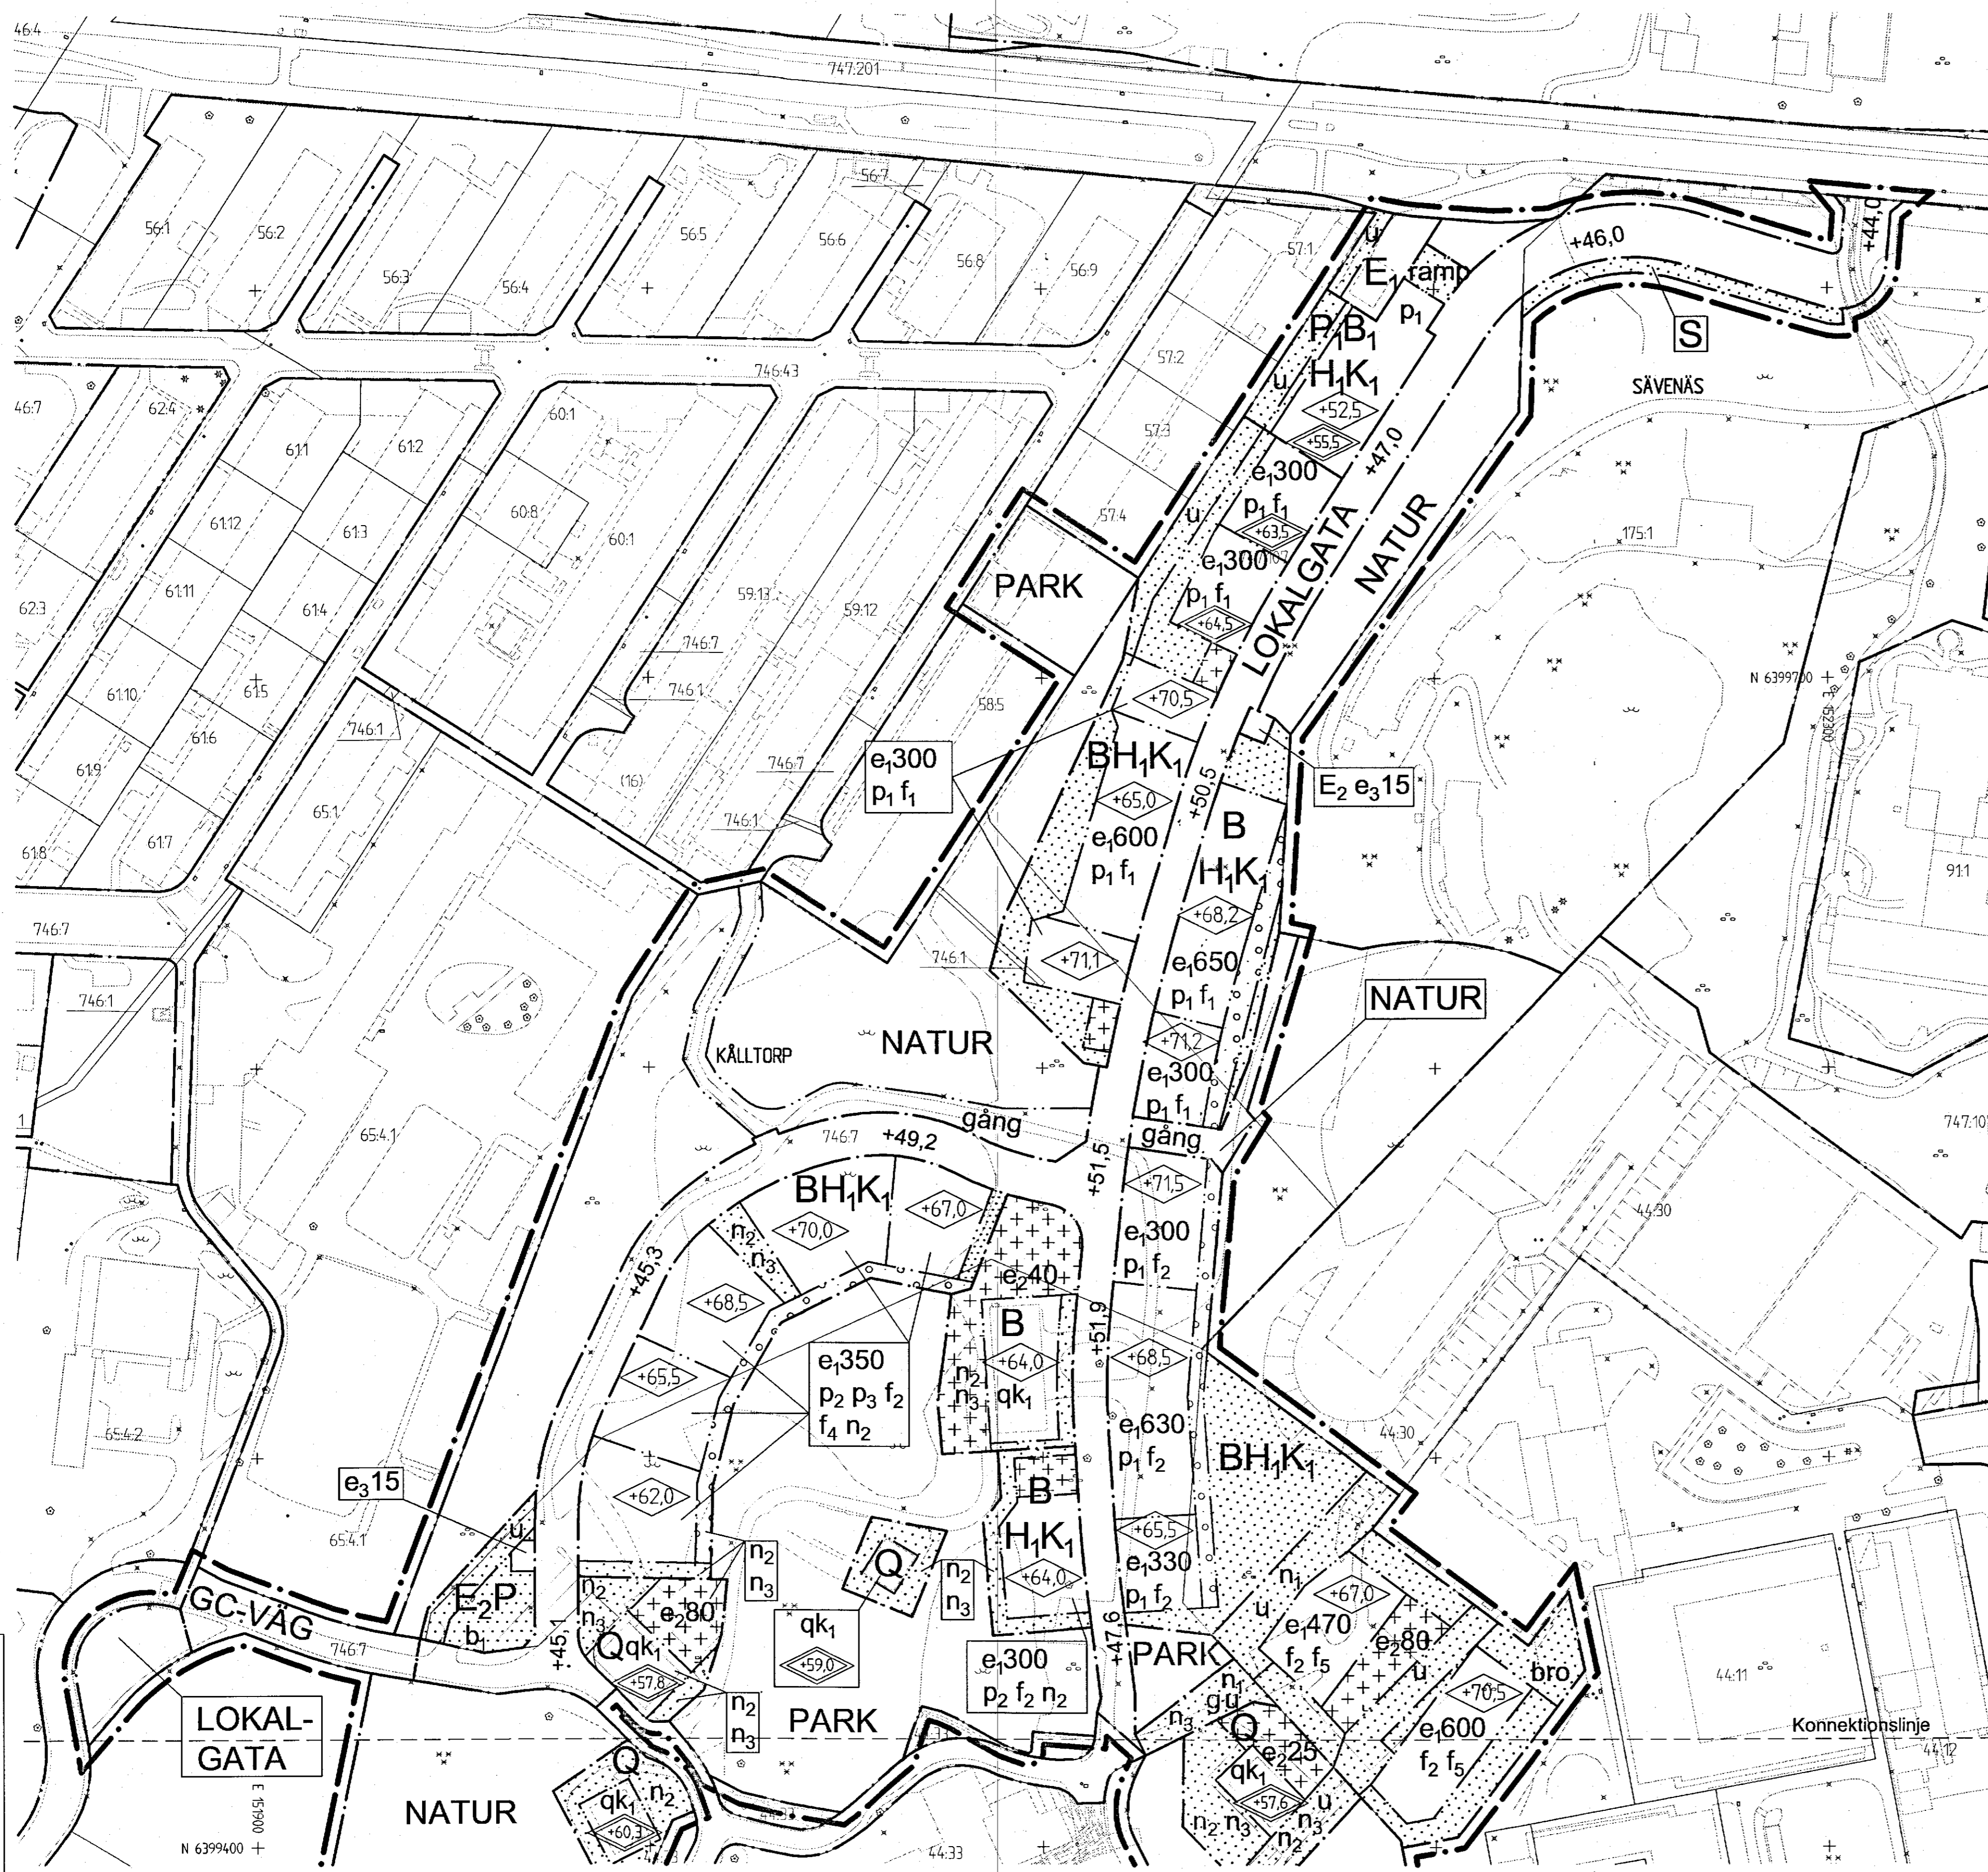 46:4
747:201
56:7
56:1
56:2
56:3
56:4
56:5
56:6
56:8
56:9
57:1
u
E₁
ramp
p₁
+46,0
+44,0
S
SÄVENÄS
P₁B₁
H₁K₁
u
+52,5
+55,5
57:2
57:3
57:4
746:43
46:7
62:4
61:1
61:2
60:1
60:8
60:1
61:12
61:3
61:11
61:4
62:3
61:10
61:5
61:6
61:9
61:7
61:8
59:13
59:12
746:7
746:1
746:1
58:5
(16)
746:7
746:1
65:1
e₁300
p₁ f₁
+63,5
u
e₁300
p₁ f₁
+64,5
+47,0
LOKALGATA
NATUR
175:1
PARK
N 6399700
E 152300
+70,5
e₁300
p₁ f₁
BH₁K₁
+65,0
e₁600
p₁ f₁
+50,5
E₂ e₃15
B
H₁K₁
+68,2
e₁650
p₁ f₁
+71,1
+71,2
e₁300
p₁ f₁
91:1
746:7
746:1
746:1
NATUR
NATUR
KÅLLTORP
gång
gång
746:7
+49,2
65:4.1
747:10
+51,5
+71,5
BH₁K₁
+70,0
+67,0
n₂
n₃
+45,3
+68,5
e₁300
p₁ f₂
e₂40
44:30
B
+64,0
qk₁
n₂
n₃
+51,9
+68,5
e₁350
p₂ p₃ f₂
f₄ n₂
+65,5
65:4.2
e₁630
p₁ f₂
BH₁K₁
44:30
e₃15
+62,0
B
H₁K₁
+64,0
+65,5
e₁330
p₁ f₂
65:4.1
u
E₂P
b₁
GC-VÄG
746:7
+45,1
n₂
n₃
e₂80
Qqk₁
+57,8
n₂
n₃
n₂
n₃
Q
qk₁
+59,0
n₂
n₃
e₁300
p₂ f₂ n₂
+47,6
PARK
n₁
u
+67,0
e₁470
f₂ f₅
e₂80
u
bro
+70,5
e₁600
f₂ f₅
44:11
Konnektionslinje
44:12
LOKAL-
GATA
E 151900
N 6399400
NATUR
PARK
Q
qk₁
n₂
+60,3
44:33
n₁
gu
n₃
Q
e₂25
qk₁
+57,6
u
n₂
n₃
n₃
n₂